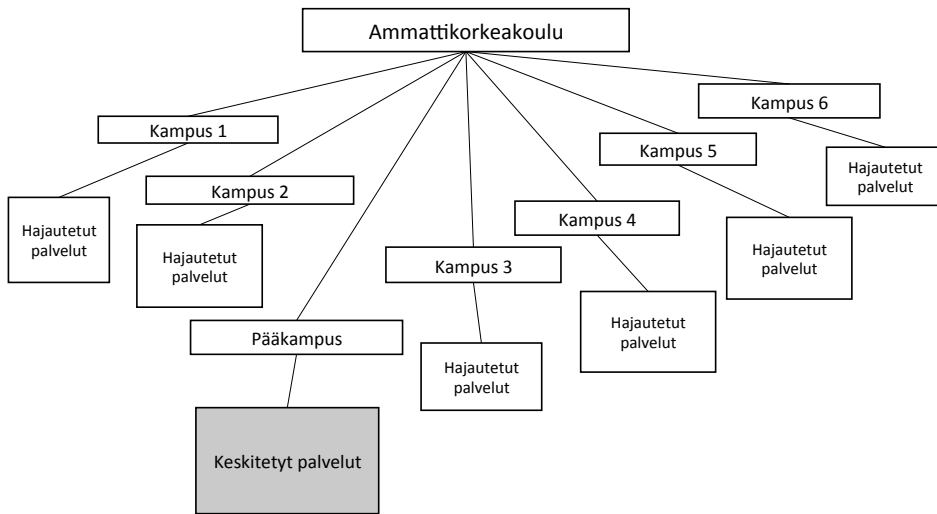 Ammattikorkeakoulu
Kampus 6
Kampus 1
Kampus 5
Hajautetut
palvelut
Kampus 2
Hajautetut
palvelut
Kampus 4
Hajautetut
palvelut
Hajautetut
palvelut
Kampus 3
Hajautetut
palvelut
Pääkampus
Hajautetut
palvelut
Hajautetut
palvelut
Keskitetyt palvelut